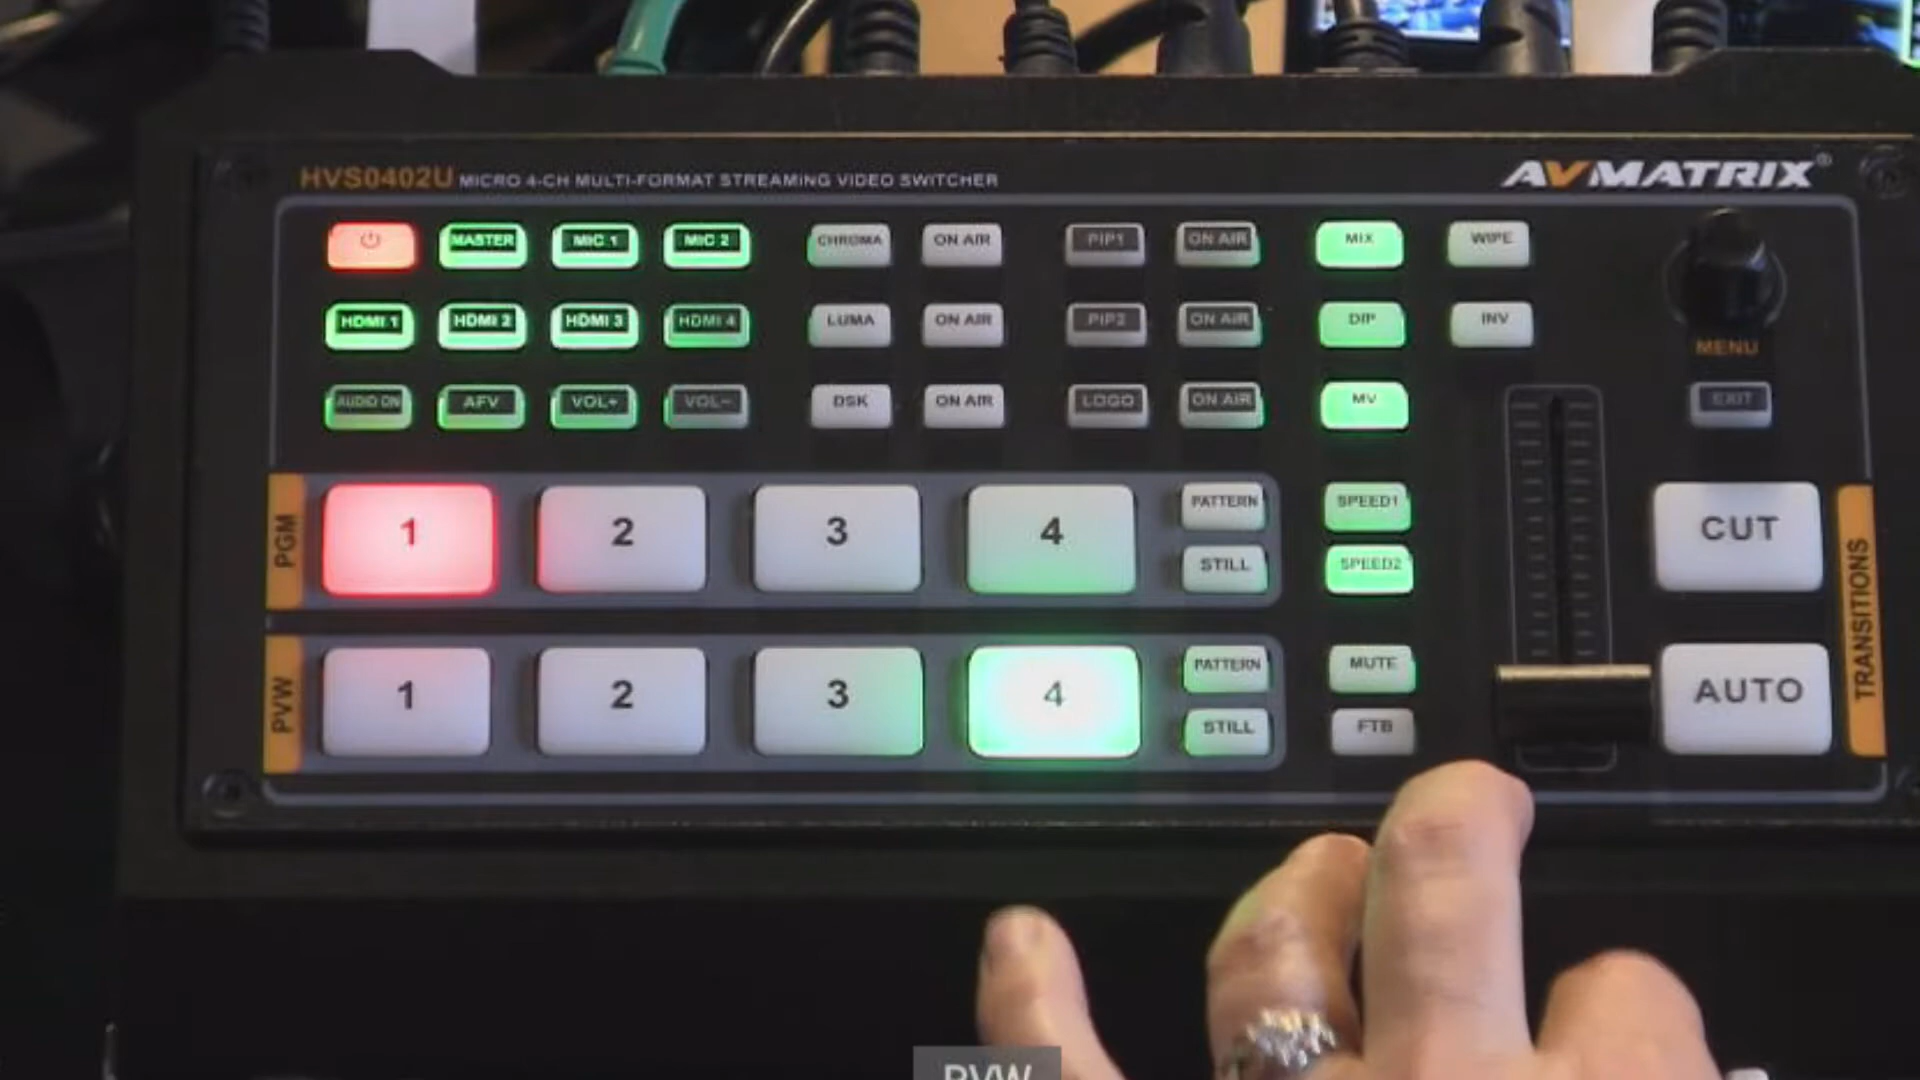 HVS0402U MICRO 4-CH MULTI-FORMAT STREAMING VIDEO SWITCHER
AVMATRIX®
MASTER MIC 1 MIC 2 CHROMA ON AIR PIP1 ON AIR MIX WIPE
HDMI 1 HDMI 2 HDMI 3 HDMI 4 LUMA ON AIR PIP2 ON AIR DIP INV
MENU
AUDIO ON AFV VOL+ VOL- DSK ON AIR LOGO ON AIR MV EXIT
PGM 1 2 3 4 PATTERN SPEED1 CUT
STILL SPEED2
PVW 1 2 3 4 PATTERN MUTE AUTO
STILL FTB
TRANSITIONS
PVW